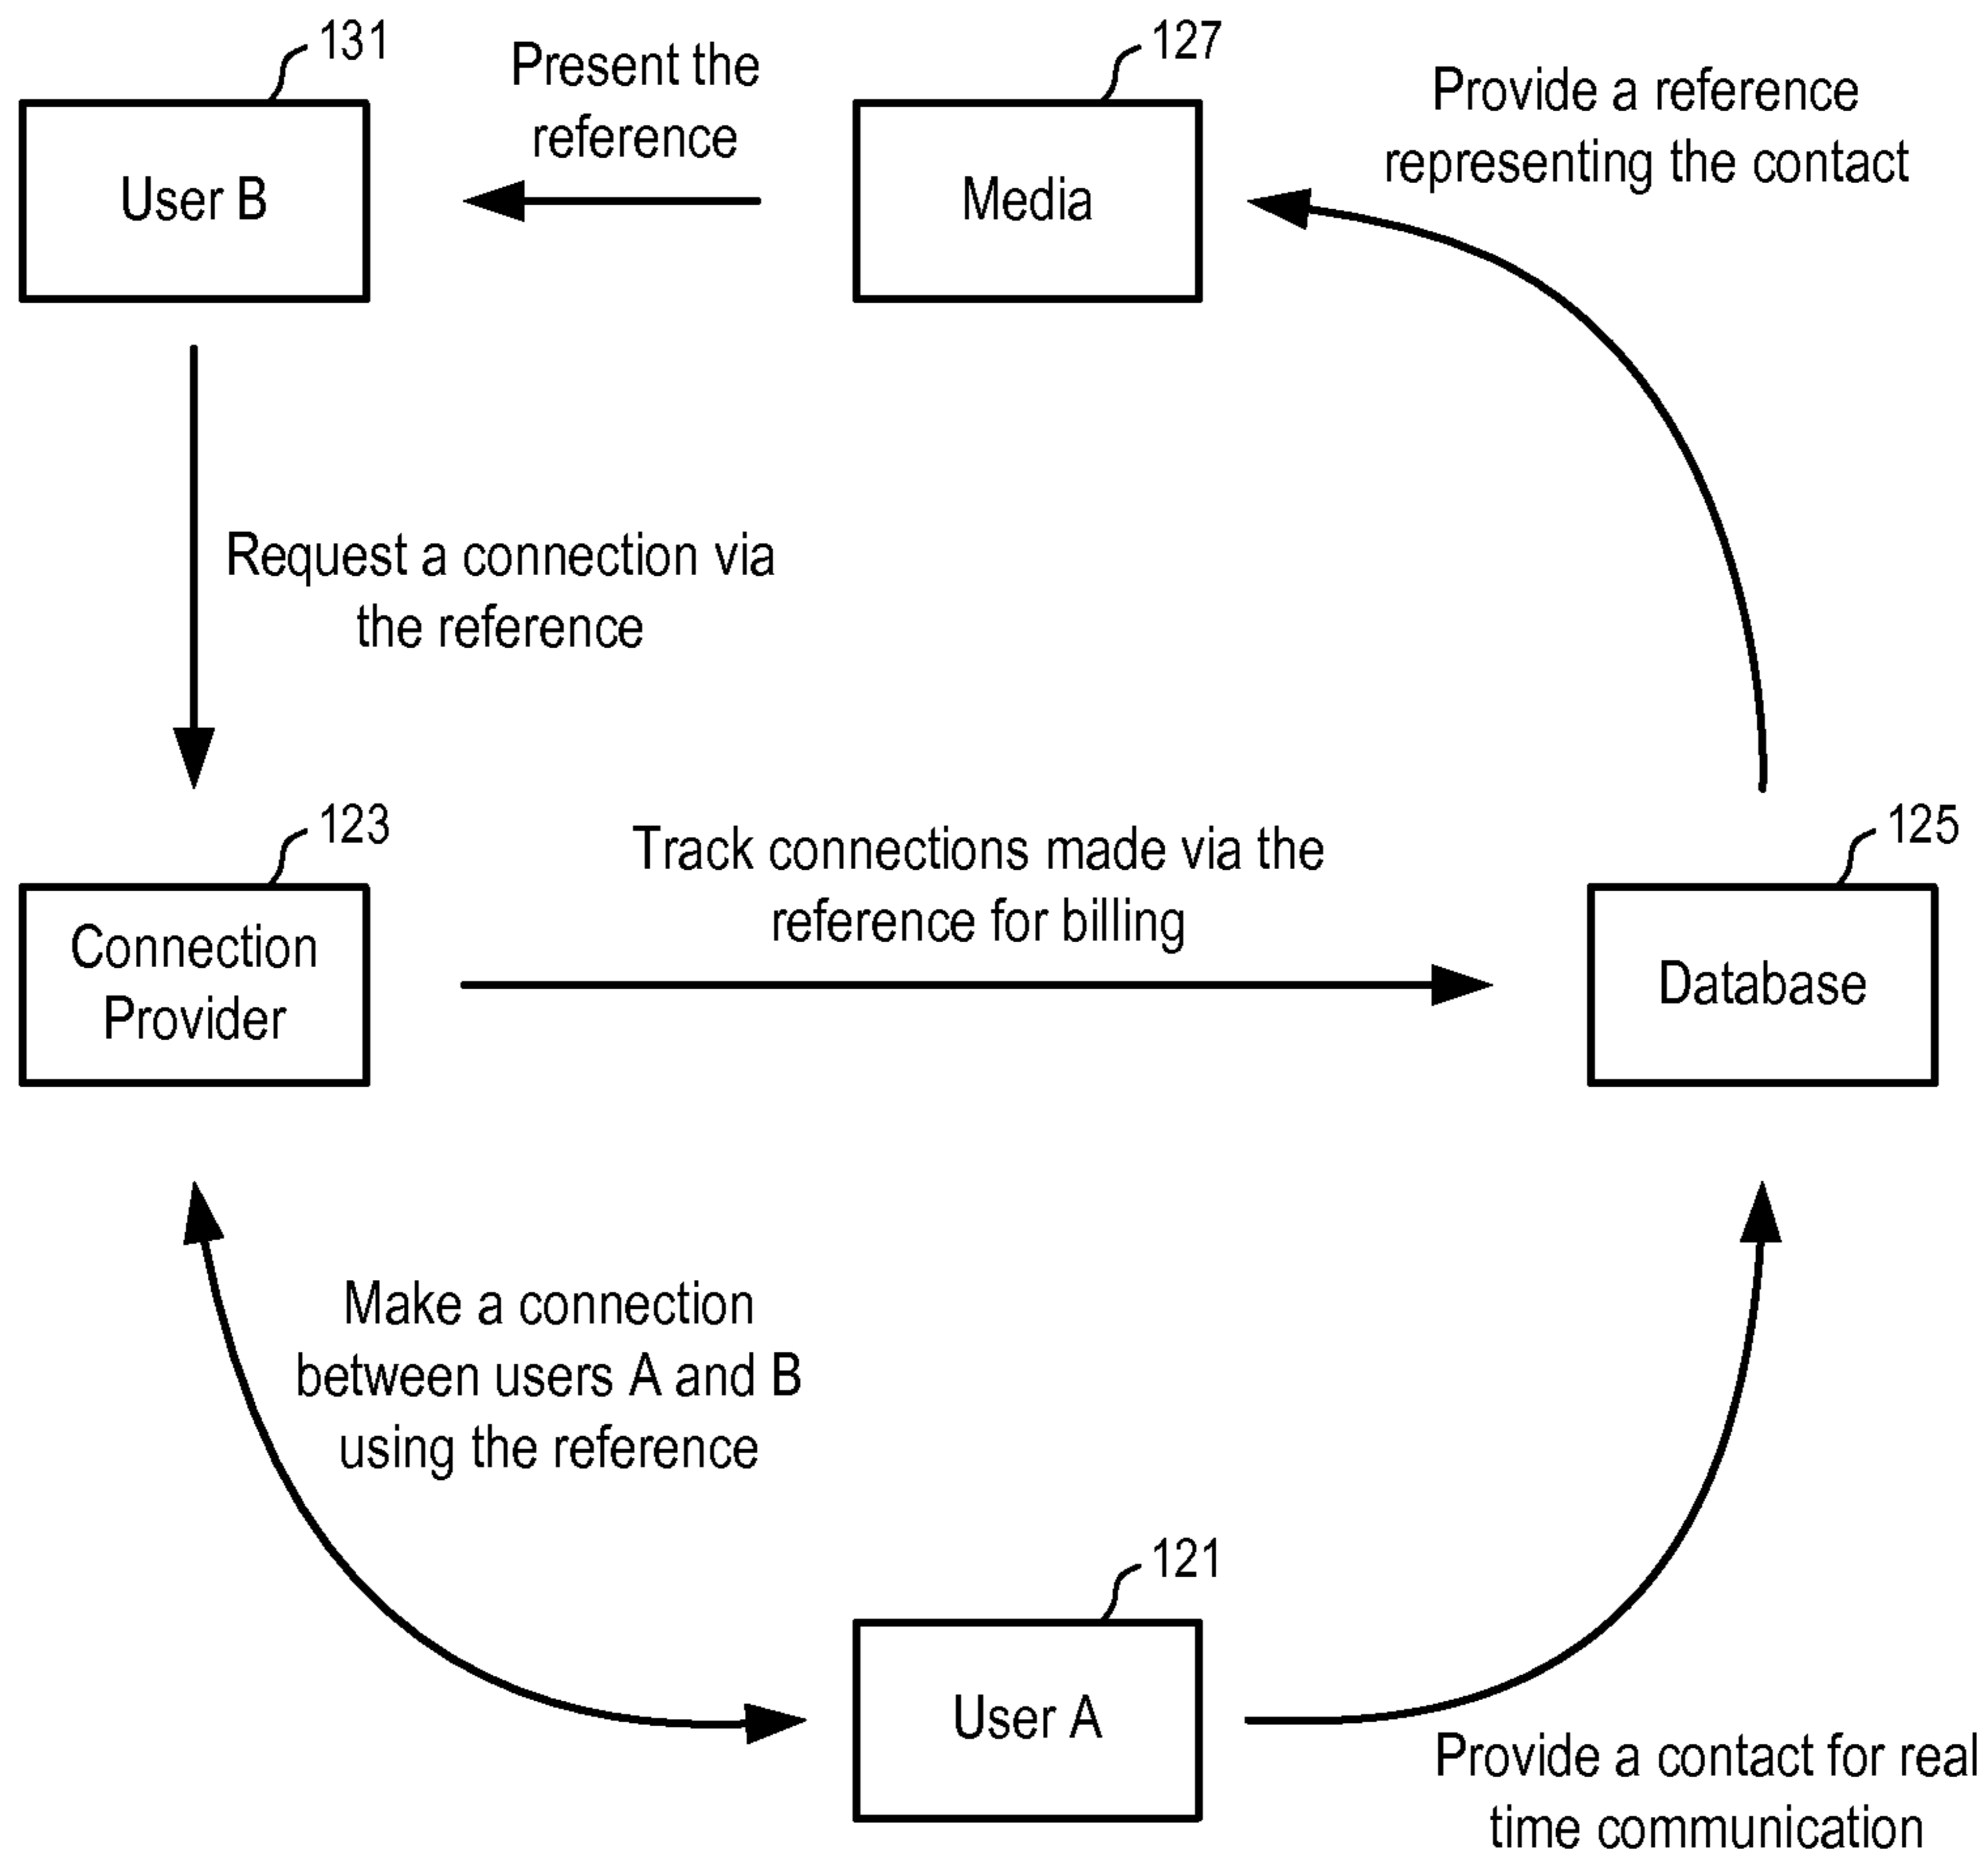 131
Present the
reference
127
Provide a reference
representing the contact
User B
Media
Request a connection via
the reference
123
Track connections made via the
reference for billing
125
Connection
Provider
Database
Make a connection
between users A and B
using the reference
121
User A
Provide a contact for real
time communication